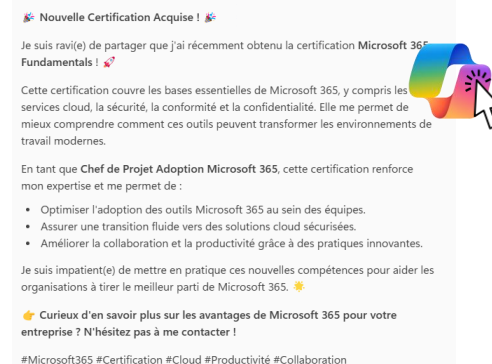 🎉 Nouvelle Certification Acquise ! 🎉
Je suis ravi(e) de partager que j'ai récemment obtenu la certification Microsoft 365
Fundamentals ! 🚀
Cette certification couvre les bases essentielles de Microsoft 365, y compris les
services cloud, la sécurité, la conformité et la confidentialité. Elle me permet de
mieux comprendre comment ces outils peuvent transformer les environnements de
travail modernes.
En tant que Chef de Projet Adoption Microsoft 365, cette certification renforce
mon expertise et me permet de :
• Optimiser l'adoption des outils Microsoft 365 au sein des équipes.
• Assurer une transition fluide vers des solutions cloud sécurisées.
• Améliorer la collaboration et la productivité grâce à des pratiques innovantes.
Je suis impatient(e) de mettre en pratique ces nouvelles compétences pour aider les
organisations à tirer le meilleur parti de Microsoft 365. 🌟
👉 Curieux d'en savoir plus sur les avantages de Microsoft 365 pour votre
entreprise ? N'hésitez pas à me contacter !
#Microsoft365 #Certification #Cloud #Productivité #Collaboration